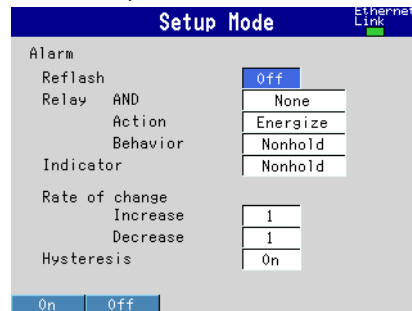 Setup Mode
Ethernet
Link
Alarm
Reflash Off
Relay AND None
Action Energize
Behavior Nonhold
Indicator Nonhold
Rate of change
Increase 1
Decrease 1
Hysteresis On
On Off